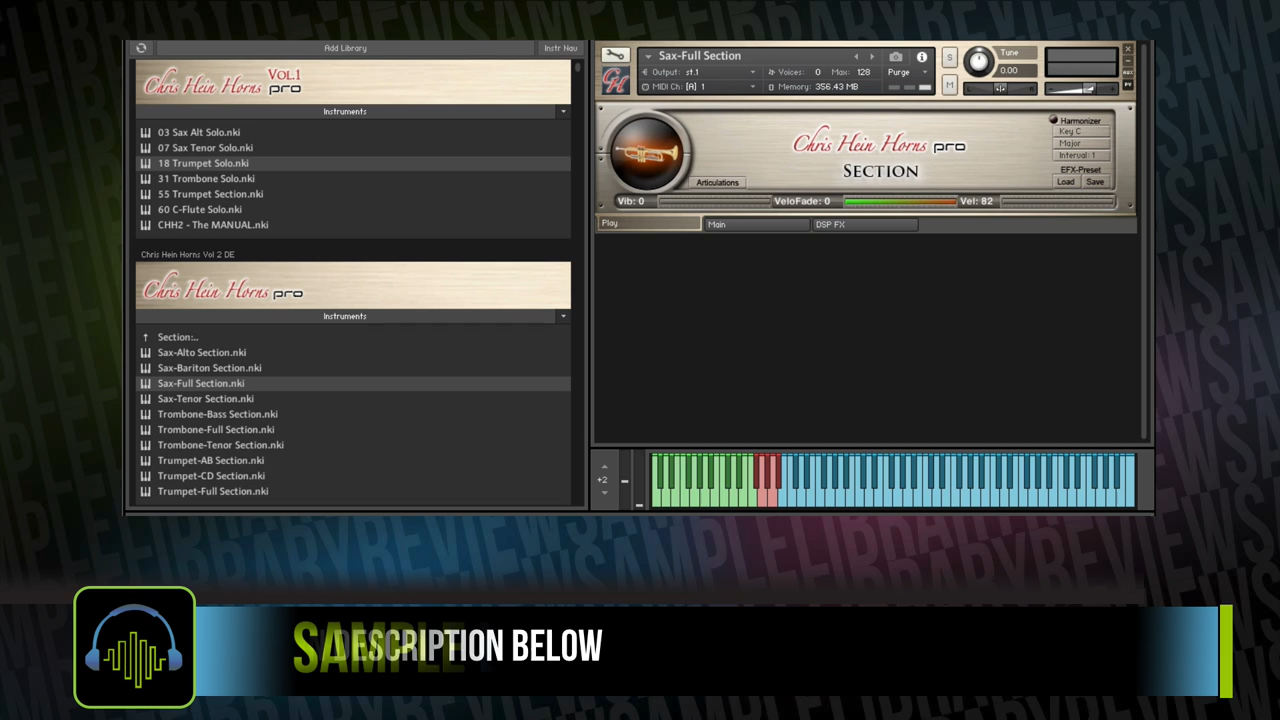 Add Library
Instr Nav
Chris Hein Horns pro VOL.1
Instruments
03 Sax Alt Solo.nki
07 Sax Tenor Solo.nki
18 Trumpet Solo.nki
31 Trombone Solo.nki
55 Trumpet Section.nki
60 C-Flute Solo.nki
CHH2 - The MANUAL.nki
Chris Hein Horns Vol 2 DE
Chris Hein Horns pro
Instruments
Section:..
Sax-Alto Section.nki
Sax-Bariton Section.nki
Sax-Full Section.nki
Sax-Tenor Section.nki
Trombone-Bass Section.nki
Trombone-Full Section.nki
Trombone-Tenor Section.nki
Trumpet-AB Section.nki
Trumpet-CD Section.nki
Trumpet-Full Section.nki
Sax-Full Section
Output: st.1 Voices: 0 Max: 128 Purge
MIDI Ch: [A] 1 Memory: 356.43 MB
S
M
Tune
0.00
L R
AUX
PV
CH
Chris Hein Horns pro
SECTION
Articulations
Harmonizer
Key C
Major
Interval: 1
EFX-Preset
Load Save
Vib: 0 VeloFade: 0 Vel: 82
Play Main DSP FX
+2
SAMPLE
DESCRIPTION BELOW
SAMPLELIBRARYREVIEWS